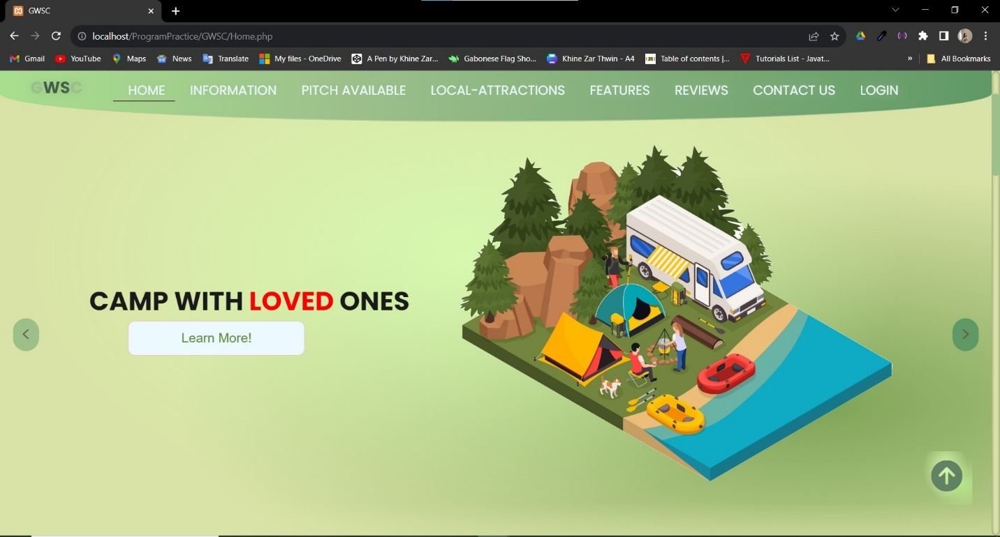 GWSC
localhost/ProgramPractice/GWSC/Home.php
Gmail YouTube Maps News Translate My files - OneDrive A Pen by Khine Zar... Gabonese Flag Sho... Khine Zar Thwin - A4 Table of contents |... Tutorials List - Javat... » All Bookmarks
GWSC HOME INFORMATION PITCH AVAILABLE LOCAL-ATTRACTIONS FEATURES REVIEWS CONTACT US LOGIN
CAMP WITH LOVED ONES
Learn More!